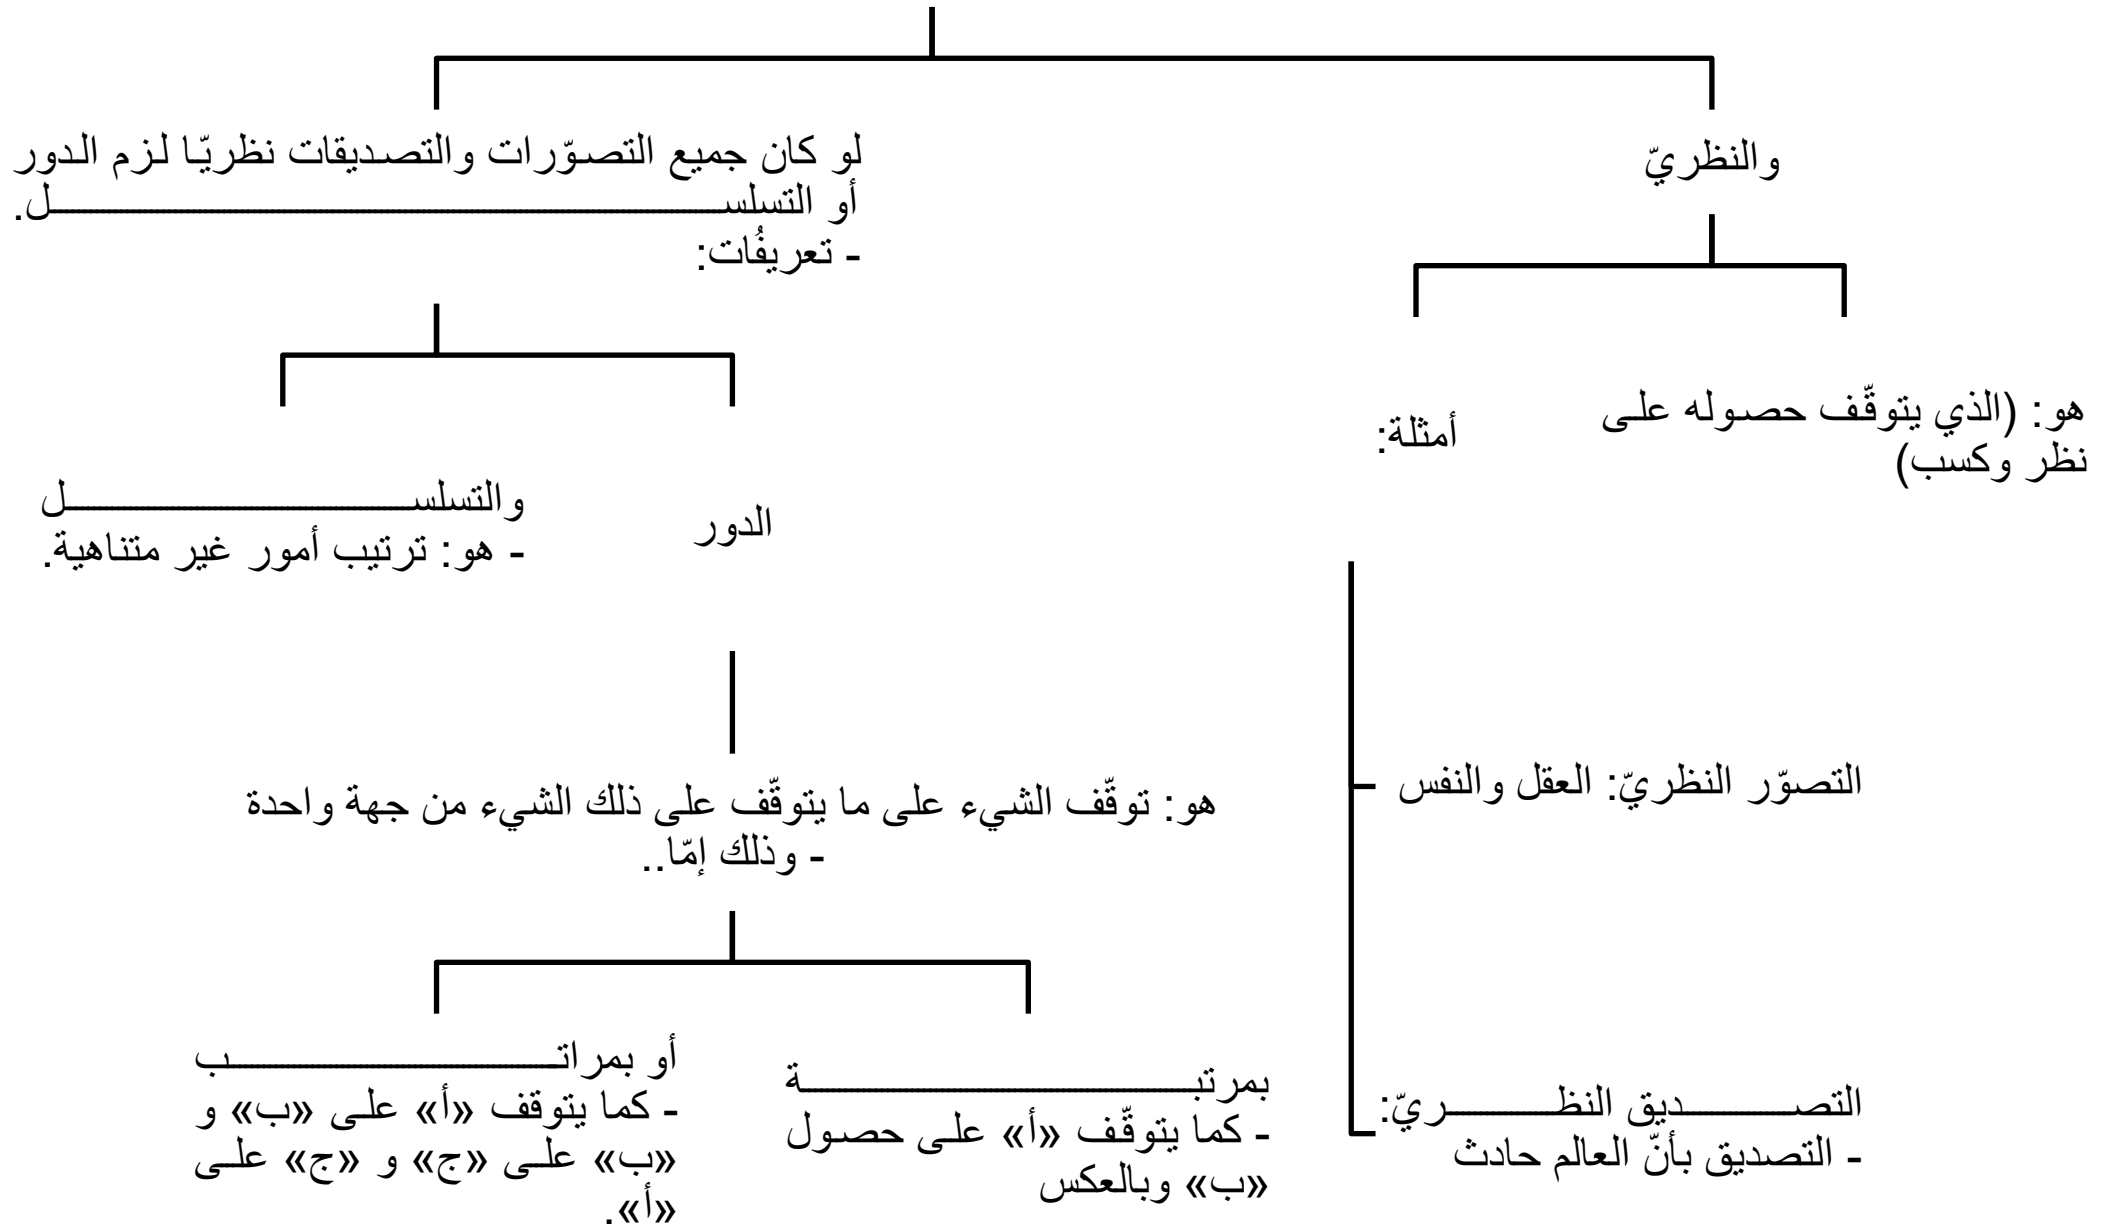 والنظريّ
هو: (الذي يتوقّف حصوله على
نظر وكسب)
أمثلة:
التصوّر النظريّ: العقل والنفس
التصديق النظريّ:
- التصديق بأنّ العالم حادث
لو كان جميع التصوّرات والتصديقات نظريّا لزم الدور
أو التسلسل.
- تعريفُات:
الدور
هو: توقّف الشيء على ما يتوقّف على ذلك الشيء من جهة واحدة
- وذلك إمّا..
بمرتبة
- كما يتوقّف «أ» على حصول
«ب» وبالعكس
أو بمراتب
- كما يتوقف «أ» على «ب» و
«ب» على «ج» و «ج» على
«أ».
والتسلسل
- هو: ترتيب أمور غير متناهية.